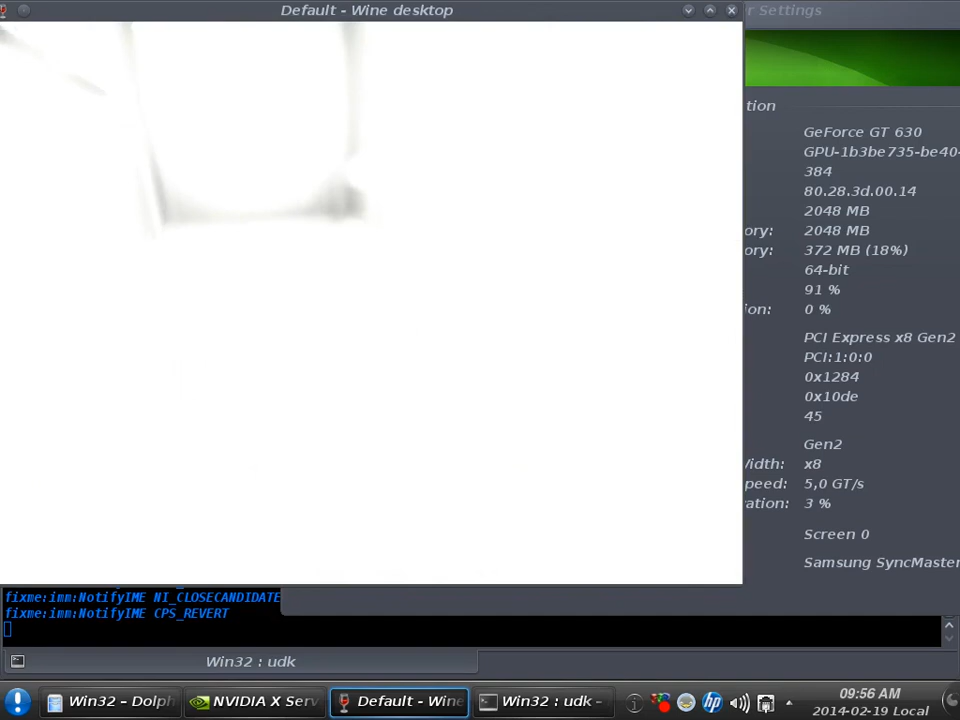 Default - Wine desktop
r Settings
tion
GeForce GT 630
GPU-1b3be735-be40-
384
80.28.3d.00.14
2048 MB
ory: 2048 MB
ory: 372 MB (18%)
64-bit
91 %
ion: 0 %
PCI Express x8 Gen2
PCI:1:0:0
0x1284
0x10de
45
Gen2
Width: x8
peed: 5,0 GT/s
ation: 3 %
Screen 0
Samsung SyncMaster
fixme:imm:NotifyIME NI_CLOSECANDIDATE
fixme:imm:NotifyIME CPS_REVERT
Win32 : udk
Win32 – Dolph
NVIDIA X Serv
Default - Wine
Win32 : udk –
hp
09:56 AM
2014-02-19 Local